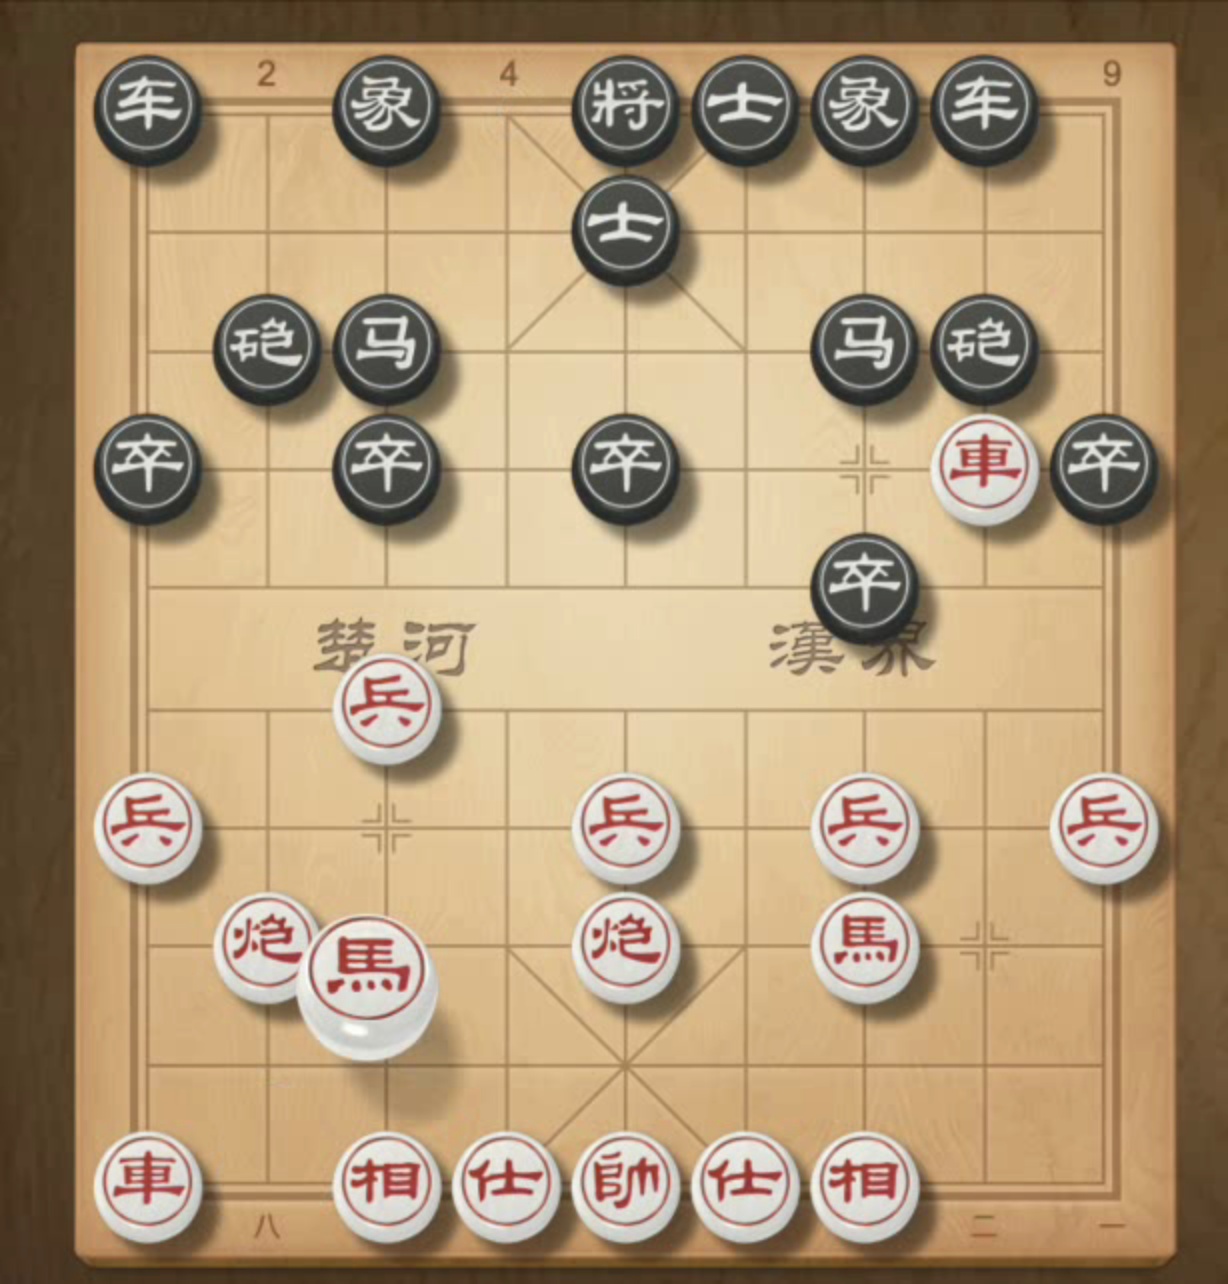 2 4 9
车 象 將 士 象 车
士
砲 马 马 砲
卒 卒 卒 車 卒
卒
楚河 漢界
兵
兵 兵 兵 兵
炮 馬 炮 馬
車 相 仕 帥 仕 相
八 二 一